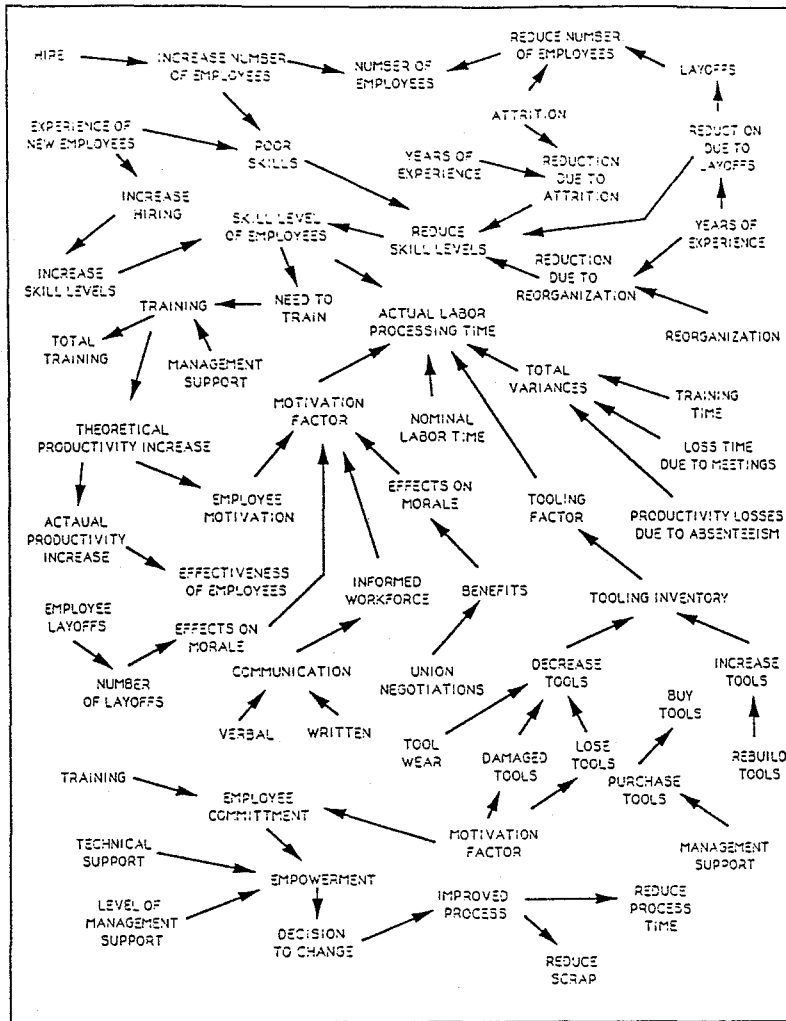 HIRE
INCREASE NUMBER
OF EMPLOYEES
NUMBER OF
EMPLOYEES
REDUCE NUMBER
OF EMPLOYEES
LAYOFFS
ATTRITION
EXPERIENCE OF
NEW EMPLOYEES
POOR
SKILLS
YEARS OF
EXPERIENCE
REDUCTION
DUE TO
ATTRITION
REDUCTION
DUE TO
LAYOFFS
INCREASE
HIRING
SKILL LEVEL
OF EMPLOYEES
REDUCE
SKILL LEVELS
YEARS OF
EXPERIENCE
INCREASE
SKILL LEVELS
REDUCTION
DUE TO
REORGANIZATION
TRAINING
NEED TO
TRAIN
ACTUAL LABOR
PROCESSING TIME
REORGANIZATION
TOTAL
TRAINING
MANAGEMENT
SUPPORT
TOTAL
VARIANCES
TRAINING
TIME
MOTIVATION
FACTOR
NOMINAL
LABOR TIME
THEORETICAL
PRODUCTIVITY INCREASE
LOSS TIME
DUE TO MEETINGS
EMPLOYEE
MOTIVATION
EFFECTS ON
MORALE
TOOLING
FACTOR
PRODUCTIVITY LOSSES
DUE TO ABSENTEEISM
ACTAUAL
PRODUCTIVITY
INCREASE
EFFECTIVENESS
OF EMPLOYEES
INFORMED
WORKFORCE
BENEFITS
TOOLING INVENTORY
EMPLOYEE
LAYOFFS
EFFECTS ON
MORALE
NUMBER
OF LAYOFFS
COMMUNICATION
UNION
NEGOTIATIONS
DECREASE
TOOLS
INCREASE
TOOLS
VERBAL
WRITTEN
TOOL
WEAR
DAMAGED
TOOLS
LOSE
TOOLS
BUY
TOOLS
REBUILD
TOOLS
PURCHASE
TOOLS
TRAINING
EMPLOYEE
COMMITTMENT
MOTIVATION
FACTOR
MANAGEMENT
SUPPORT
TECHNICAL
SUPPORT
EMPOWERMENT
LEVEL OF
MANAGEMENT
SUPPORT
DECISION
TO CHANGE
IMPROVED
PROCESS
REDUCE
PROCESS
TIME
REDUCE
SCRAP